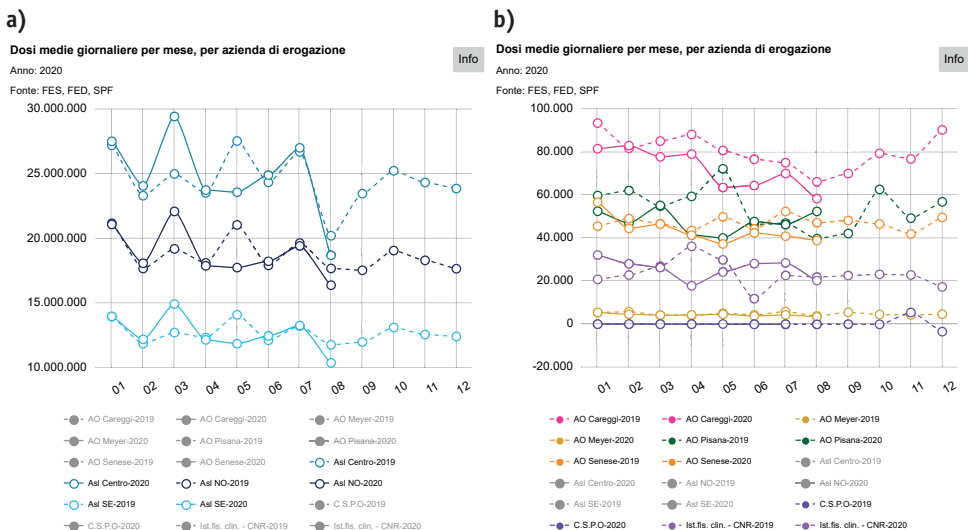 a)
Dosi medie giornaliere per mese, per azienda di erogazione
Info
Anno: 2020
Fonte: FES, FED, SPF
30.000.000
25.000.000
20.000.000
15.000.000
10.000.000
01 02 03 04 05 06 07 08 09 10 11 12
AO Careggi-2019 AO Careggi-2020 AO Meyer-2019
AO Meyer-2020 AO Pisana-2019 AO Pisana-2020
AO Senese-2019 AO Senese-2020 Asl Centro-2019
Asl Centro-2020 Asl NO-2019 Asl NO-2020
Asl SE-2019 Asl SE-2020 C.S.P.O-2019
C.S.P.O-2020 Ist.fis. clin. - CNR-2019 Ist.fis. clin. - CNR-2020
b)
Dosi medie giornaliere per mese, per azienda di erogazione
Info
Anno: 2020
Fonte: FES, FED, SPF
100.000
80.000
60.000
40.000
20.000
0
-20.000
01 02 03 04 05 06 07 08 09 10 11 12
AO Careggi-2019 AO Careggi-2020 AO Meyer-2019
AO Meyer-2020 AO Pisana-2019 AO Pisana-2020
AO Senese-2019 AO Senese-2020 Asl Centro-2019
Asl Centro-2020 Asl NO-2019 Asl NO-2020
Asl SE-2019 Asl SE-2020 C.S.P.O-2019
C.S.P.O-2020 Ist.fis. clin. - CNR-2019 Ist.fis. clin. - CNR-2020